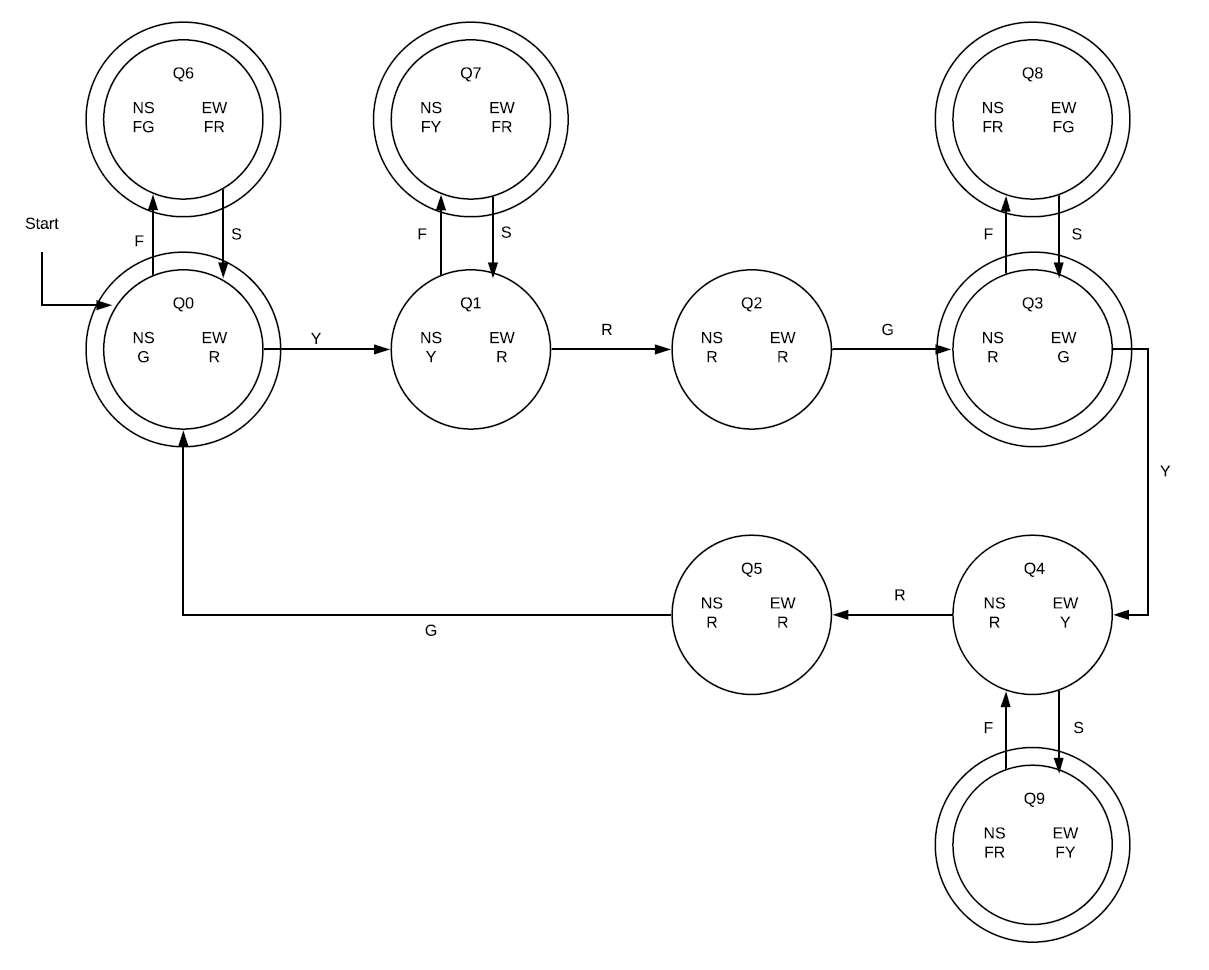 Q6
NS EW
FG FR
Q7
NS EW
FY FR
Q8
NS EW
FR FG
Start
F
S
F
S
F
S
Q0
NS EW
G R
Y
Q1
NS EW
Y R
R
Q2
NS EW
R R
G
Q3
NS EW
R G
Y
Q5
NS EW
R R
R
Q4
NS EW
R Y
G
F
S
Q9
NS EW
FR FY